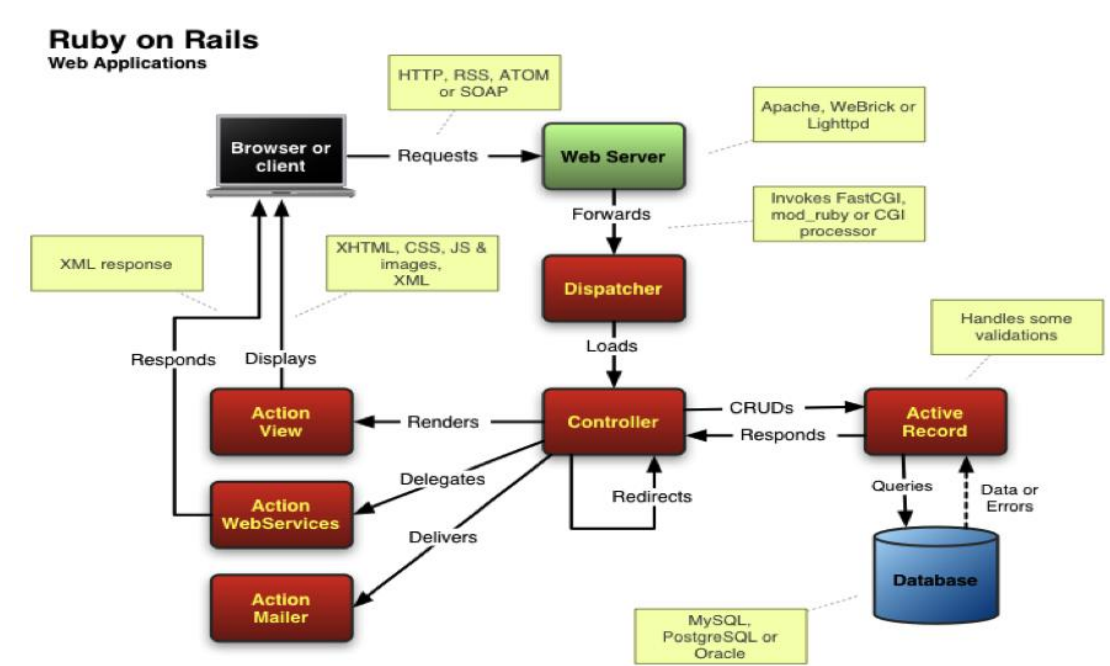 Ruby on Rails
Web Applications
HTTP, RSS, ATOM
or SOAP
Apache, WeBrick or
Lighttpd
Browser or
client
Requests
Web Server
Invokes FastCGI,
mod_ruby or CGI
processor
Forwards
XML response
XHTML, CSS, JS &
images,
XML
Dispatcher
Handles some
validations
Loads
Responds
Displays
Action
View
Renders
Controller
CRUDs
Responds
Active
Record
Delegates
Redirects
Queries
Data or
Errors
Action
WebServices
Delivers
Action
Mailer
Database
MySQL,
PostgreSQL or
Oracle